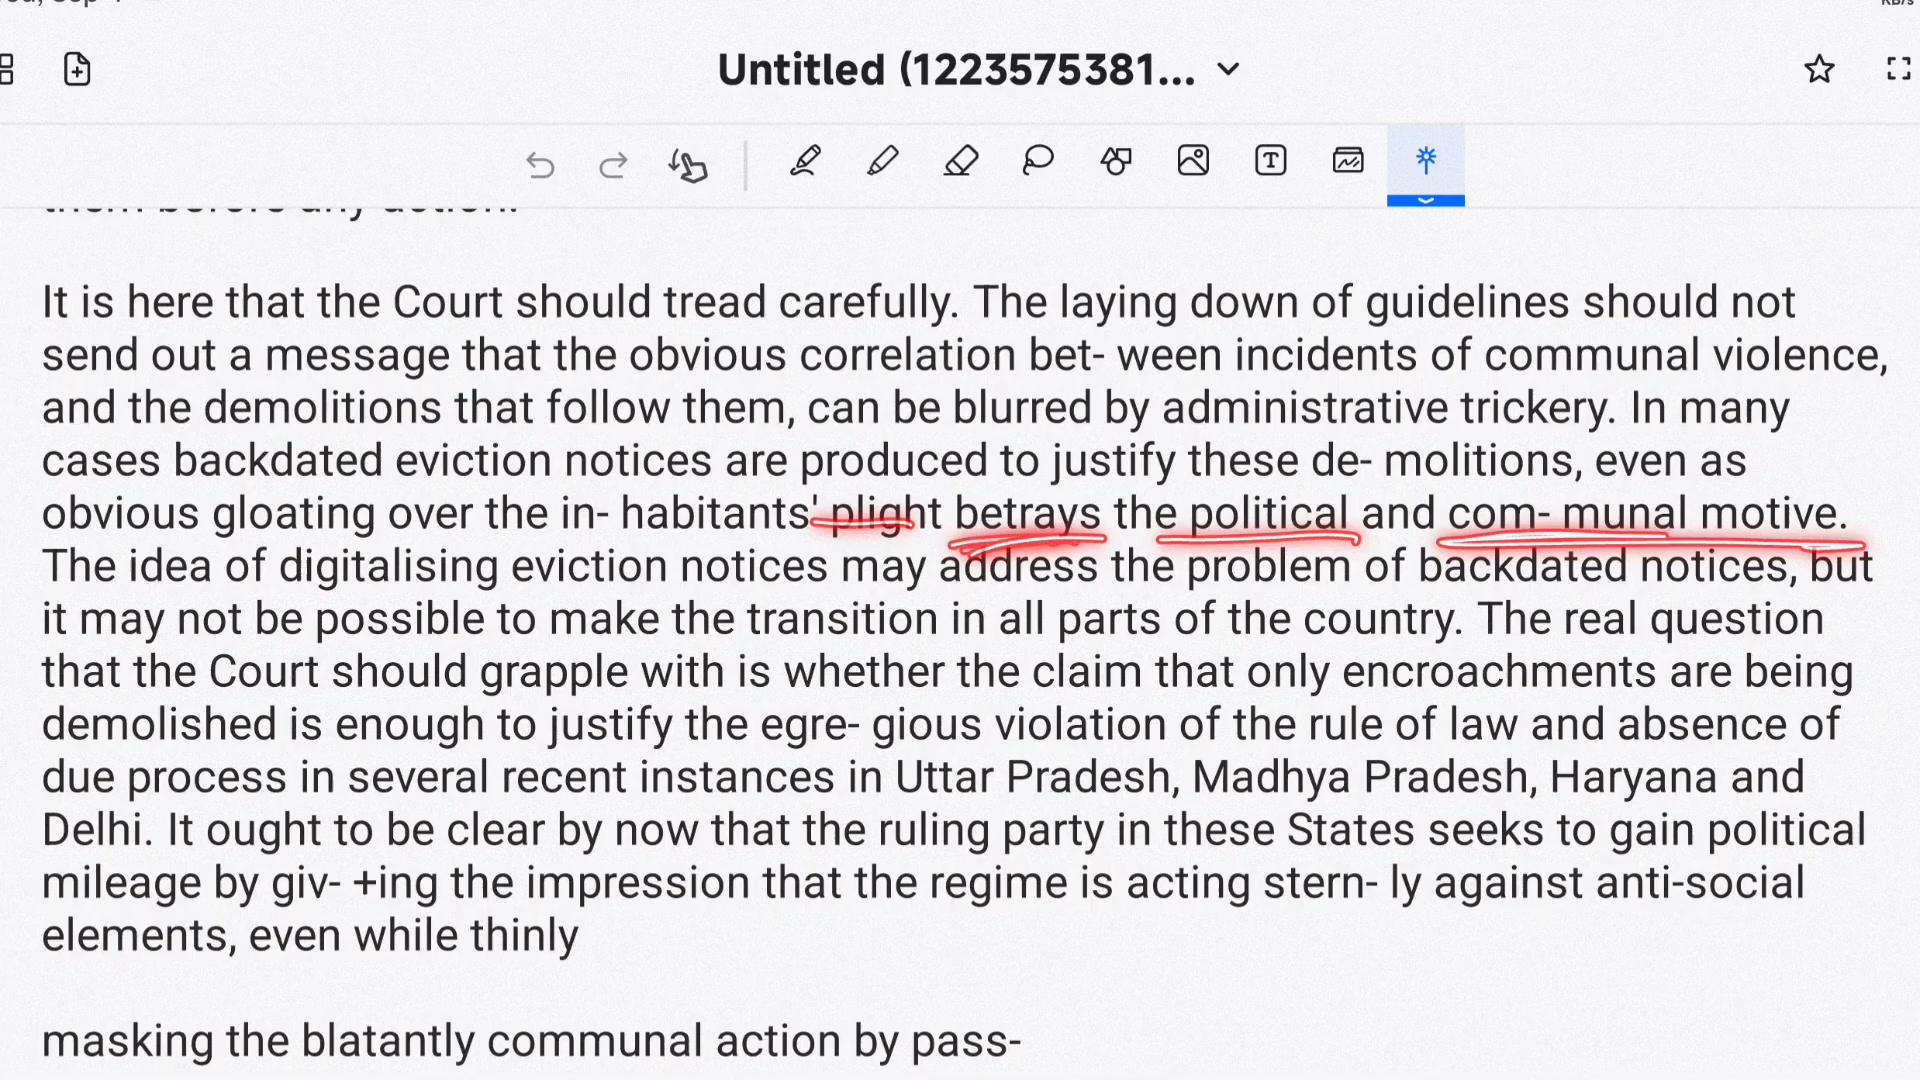 Untitled (1223575381...
them before any action.
It is here that the Court should tread carefully. The laying down of guidelines should not
send out a message that the obvious correlation bet- ween incidents of communal violence,
and the demolitions that follow them, can be blurred by administrative trickery. In many
cases backdated eviction notices are produced to justify these de- molitions, even as
obvious gloating over the in- habitants' plight betrays the political and com- munal motive.
The idea of digitalising eviction notices may address the problem of backdated notices, but
it may not be possible to make the transition in all parts of the country. The real question
that the Court should grapple with is whether the claim that only encroachments are being
demolished is enough to justify the egre- gious violation of the rule of law and absence of
due process in several recent instances in Uttar Pradesh, Madhya Pradesh, Haryana and
Delhi. It ought to be clear by now that the ruling party in these States seeks to gain political
mileage by giv- +ing the impression that the regime is acting stern- ly against anti-social
elements, even while thinly
masking the blatantly communal action by pass-